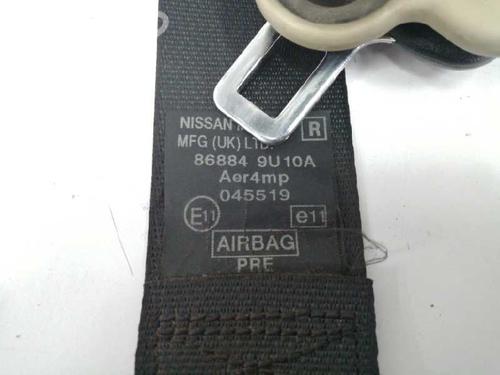 NISSAN
R
MFG (UK) LTD.
86884 9U10A
Aer4mp
045519
E11
e11
AIRBAG
PRE